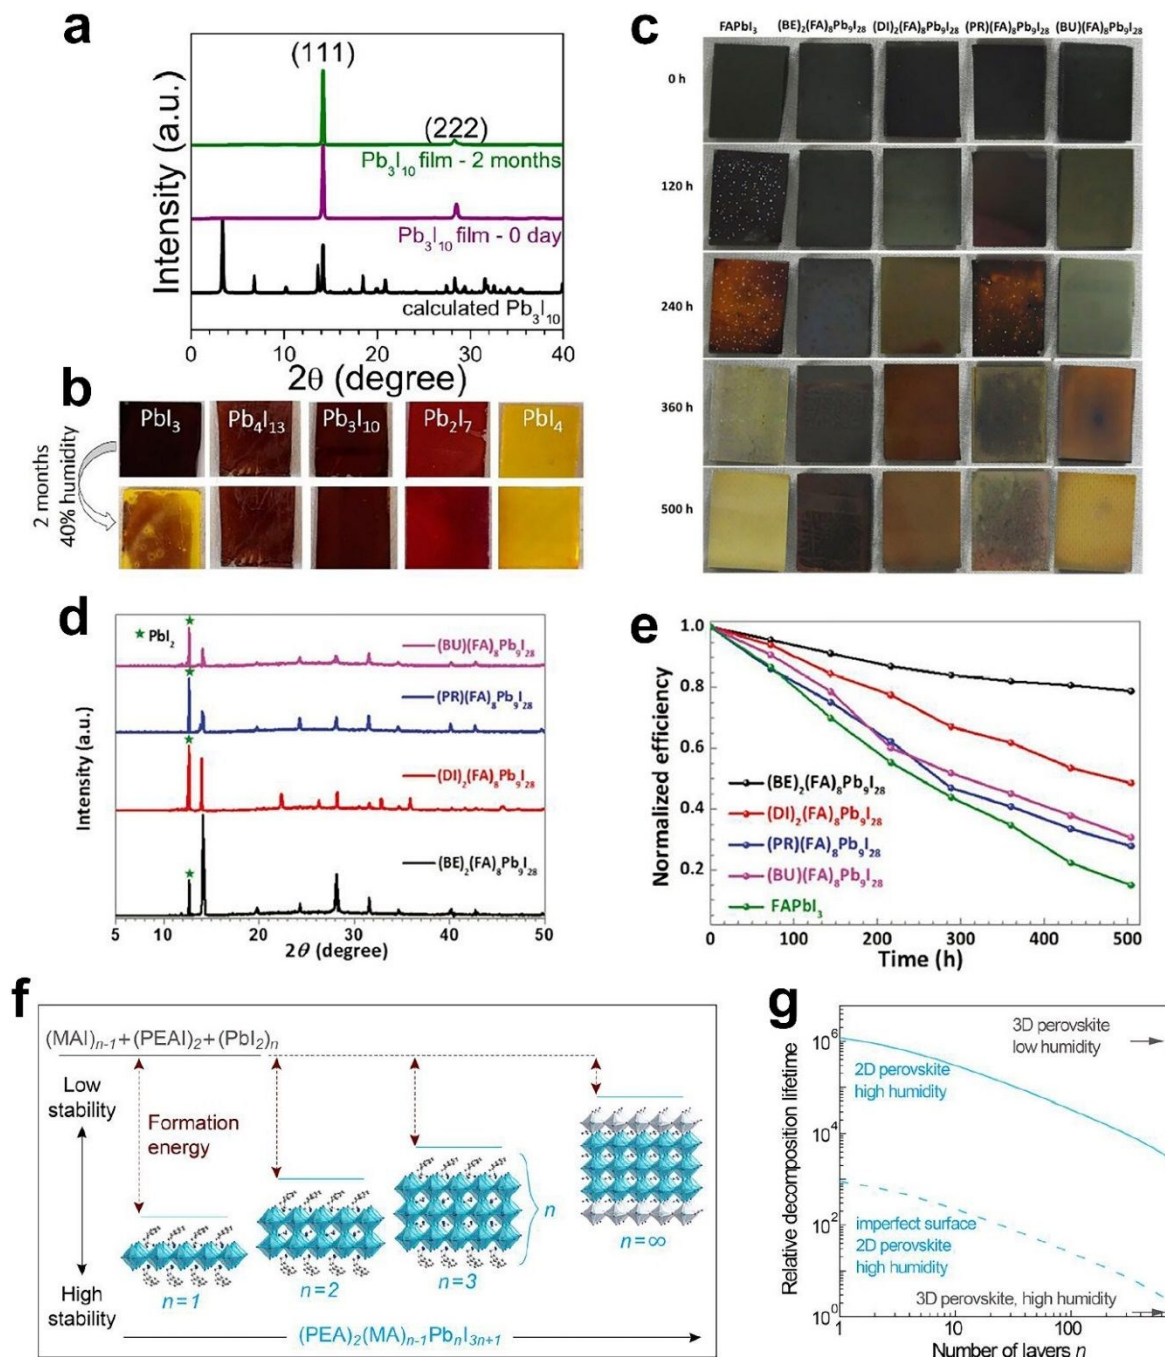 a
(111)
(222)
Pb3I10 film - 2 months
Pb3I10 film - 0 day
calculated Pb3I10
Intensity (a.u.)
0 10 20 30 40
2θ (degree)
b
2 months
40% humidity
PbI3 Pb4I13 Pb3I10 Pb2I7 PbI4
c
FAPbI3 (BE)2(FA)8Pb9I28 (DI)2(FA)8Pb9I28 (PR)(FA)8Pb9I28 (BU)(FA)8Pb9I28
0 h
120 h
240 h
360 h
500 h
d
★ PbI2
(BU)(FA)8Pb9I28
(PR)(FA)8Pb9I28
(DI)2(FA)8Pb9I28
(BE)2(FA)8Pb9I28
Intensity (a.u.)
5 10 20 30 40 50
2θ (degree)
e
1.0
0.8
0.6
0.4
0.2
Normalized efficiency
(BE)2(FA)8Pb9I28
(DI)2(FA)8Pb9I28
(PR)(FA)8Pb9I28
(BU)(FA)8Pb9I28
FAPbI3
0 100 200 300 400 500
Time (h)
f
(MAI)n-1+(PEAI)2+(PbI2)n
Low
stability
Formation
energy
High
stability
n=1
n=2
n=3
n
n=∞
(PEA)2(MA)n-1PbnI3n+1
g
Relative decomposition lifetime
10^6
10^4
10^2
10^0
3D perovskite
low humidity
2D perovskite
high humidity
imperfect surface
2D perovskite
high humidity
3D perovskite, high humidity
1 10 100
Number of layers n